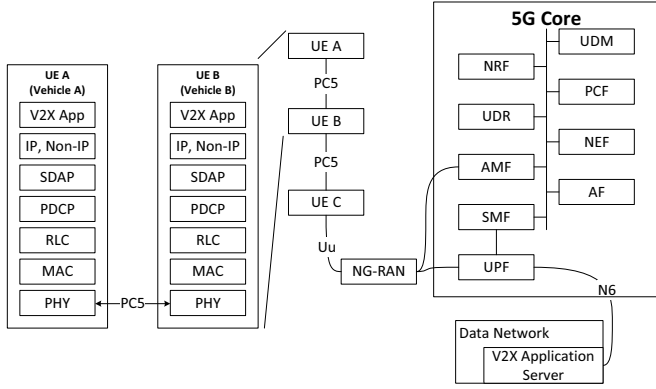 UE A
(Vehicle A)
V2X App
IP, Non-IP
SDAP
PDCP
RLC
MAC
PHY
PC5
UE B
(Vehicle B)
V2X App
IP, Non-IP
SDAP
PDCP
RLC
MAC
PHY
UE A
PC5
UE B
PC5
UE C
Uu
NG-RAN
5G Core
UDM
NRF
PCF
UDR
NEF
AMF
AF
SMF
UPF
N6
Data Network
V2X Application
Server